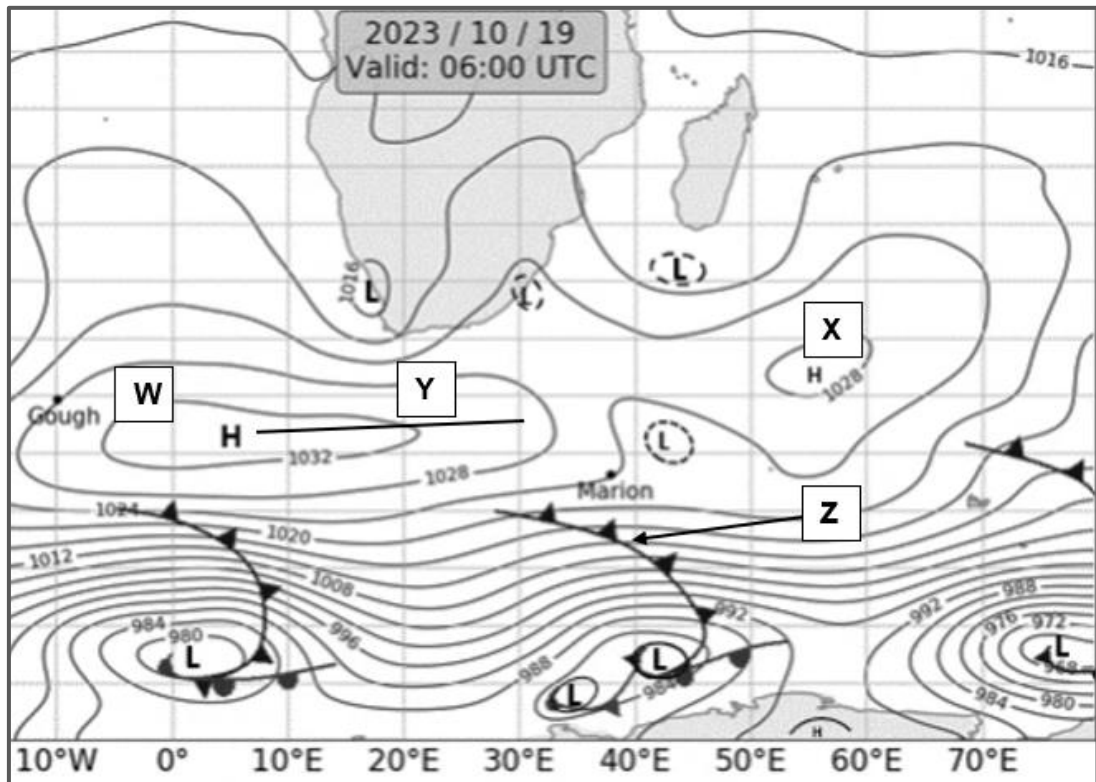 2023 / 10 / 19
Valid: 06:00 UTC
1016
1016
L
L
L
X
H
1028
W
Y
Gough
H
1032
1028
L
Marion
Z
1024
1020
1012
1008
992
988
992
984
980
996
976
972
L
L
L
968
988
984
L
984
980
H
10°W
0°
10°E
20°E
30°E
40°E
50°E
60°E
70°E